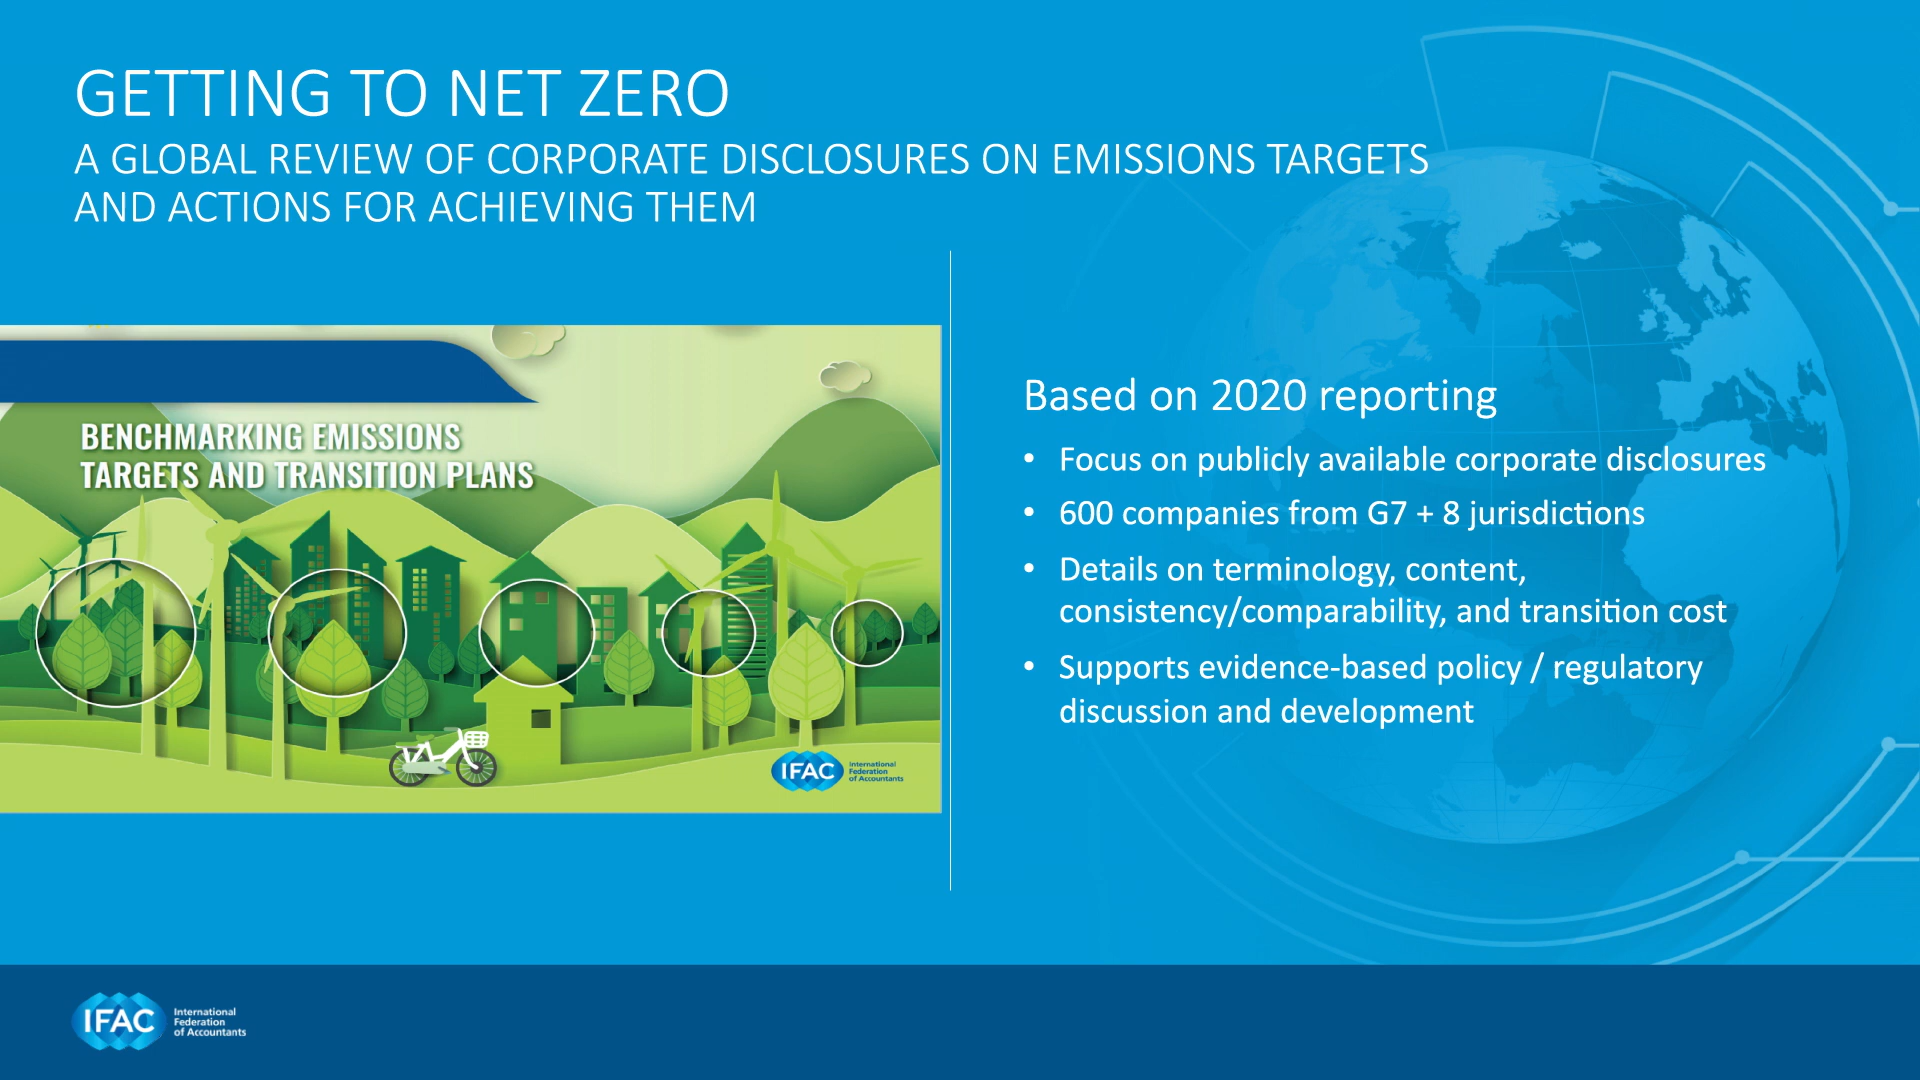 GETTING TO NET ZERO
A GLOBAL REVIEW OF CORPORATE DISCLOSURES ON EMISSIONS TARGETS
AND ACTIONS FOR ACHIEVING THEM
BENCHMARKING EMISSIONS
TARGETS AND TRANSITION PLANS
IFAC
International
Federation
of Accountants
Based on 2020 reporting
• Focus on publicly available corporate disclosures
• 600 companies from G7 + 8 jurisdictions
• Details on terminology, content,
consistency/comparability, and transition cost
• Supports evidence-based policy / regulatory
discussion and development
IFAC
International
Federation
of Accountants